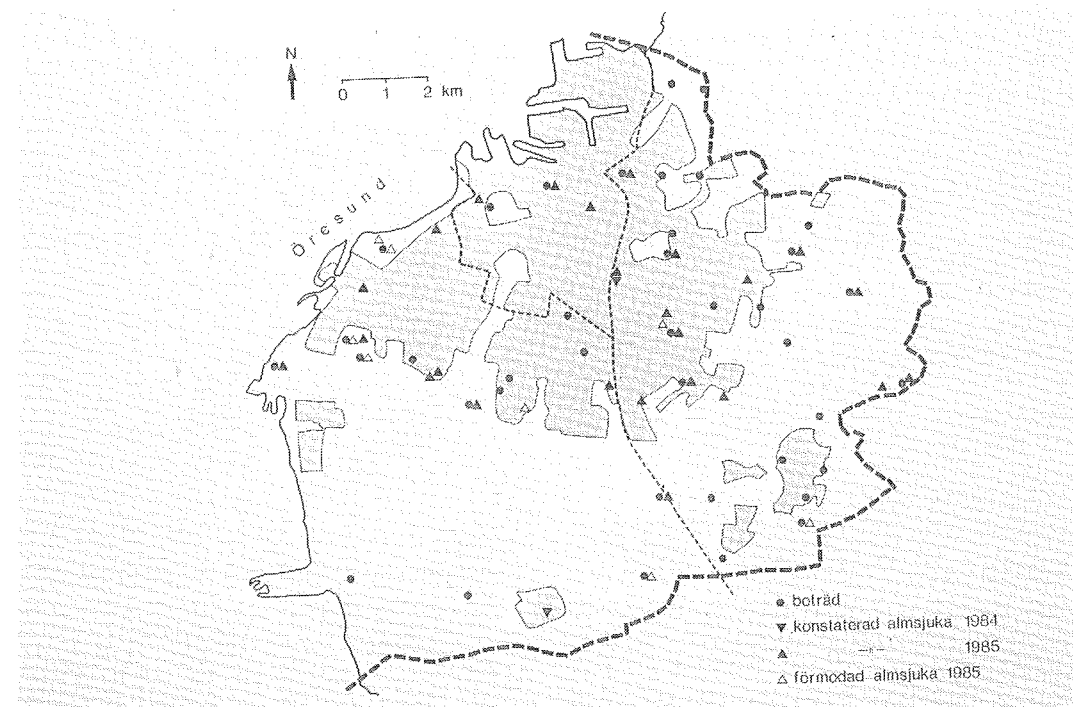 N
0 1 2 km
Öresund
boträd
konstaterad almsjuka 1984
–"– 1985
förmodad almsjuka 1985